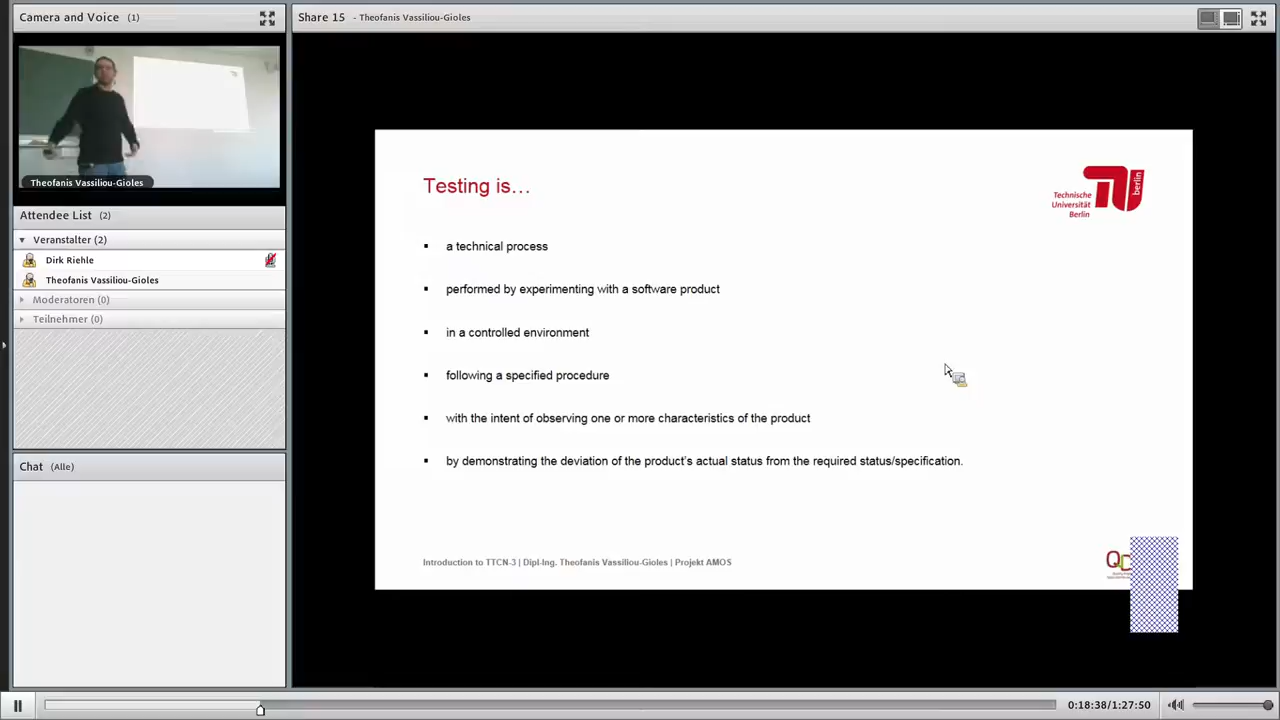 Camera and Voice (1)
Theofanis Vassiliou-Gioles
Attendee List (2)
Veranstalter (2)
Dirk Riehle
Theofanis Vassiliou-Gioles
Moderatoren (0)
Teilnehmer (0)
Chat (Alle)
Share 15 - Theofanis Vassiliou-Gioles
Testing is…
Technische
Universität
Berlin
berlin
▪ a technical process
▪ performed by experimenting with a software product
▪ in a controlled environment
▪ following a specified procedure
▪ with the intent of observing one or more characteristics of the product
▪ by demonstrating the deviation of the product's actual status from the required status/specification.
Introduction to TTCN-3 | Dipl-Ing. Theofanis Vassiliou-Gioles | Projekt AMOS
0:18:38/1:27:50